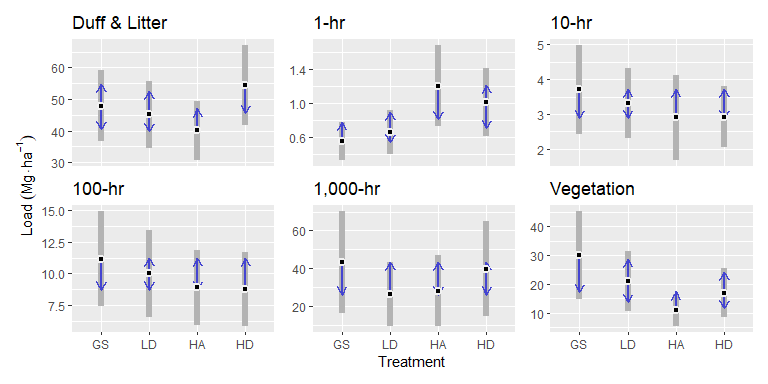 Duff & Litter
1-hr
10-hr
60
50
40
30
1.4
1.0
0.6
5
4
3
2
Load (Mg·ha⁻¹)
100-hr
1,000-hr
Vegetation
15.0
12.5
10.0
7.5
60
40
20
40
30
20
10
GS LD HA HD
GS LD HA HD
GS LD HA HD
Treatment